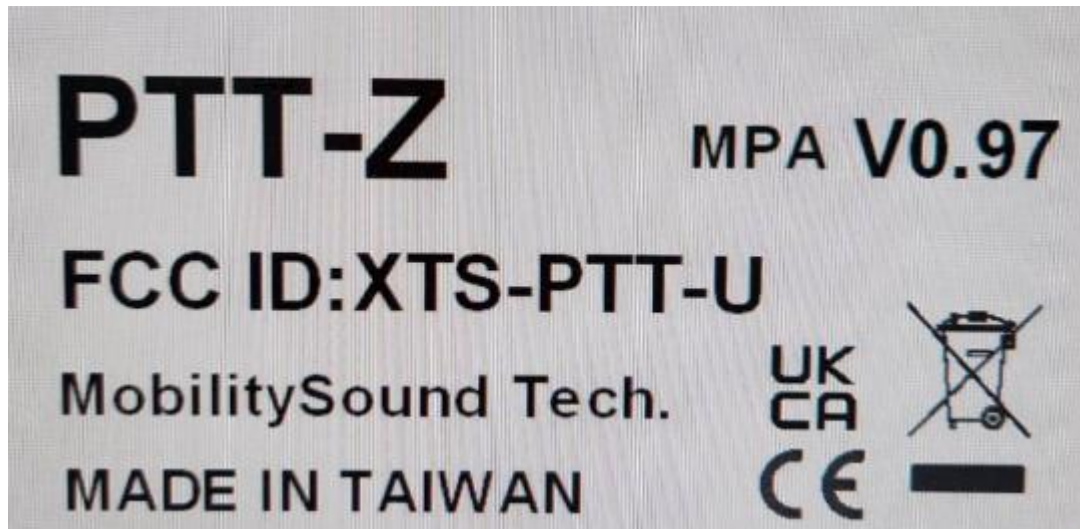 PTT-Z MPA V0.97
FCC ID:XTS-PTT-U
MobilitySound Tech.
UK
CA
MADE IN TAIWAN
CE